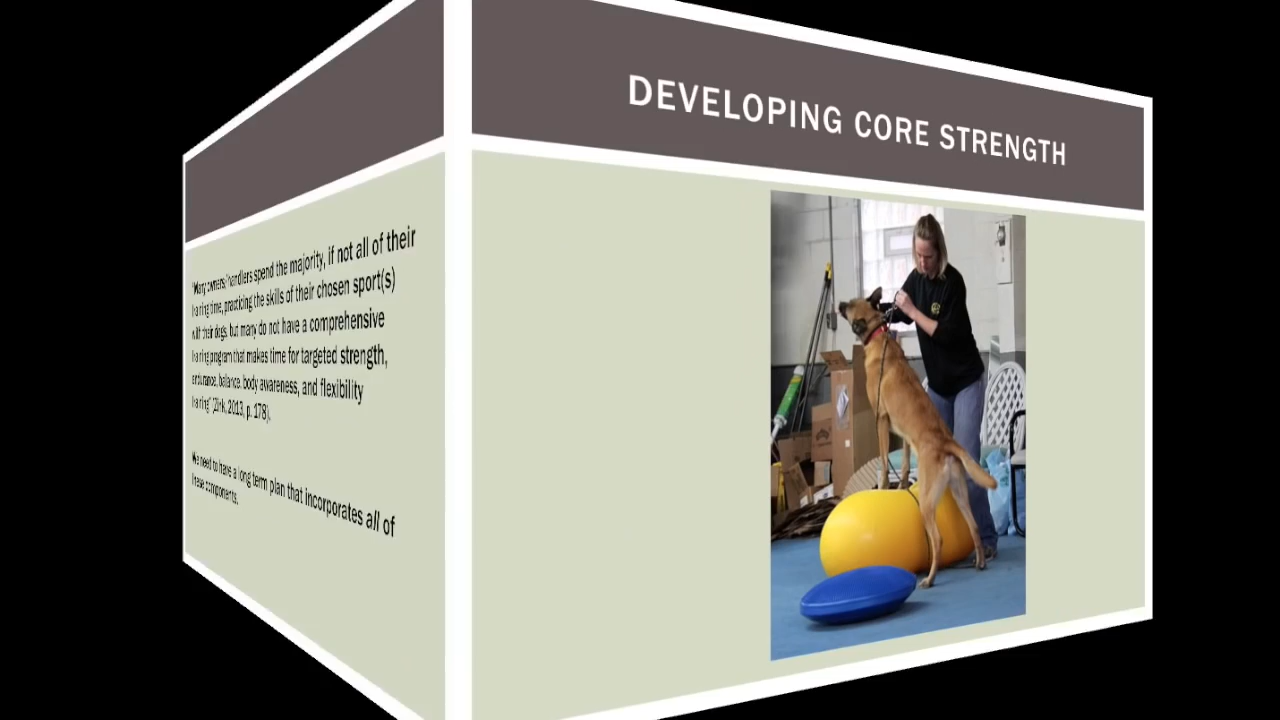 "Many owners/handlers spend the majority, if not all of their
training time, practicing the skills of their chosen sport(s)
with their dogs, but many do not have a comprehensive
training program that makes time for targeted strength,
endurance, balance, body awareness, and flexibility
training" (Zink, 2013, p. 178).
We need to have a long term plan that incorporates all of
these components.
DEVELOPING CORE STRENGTH